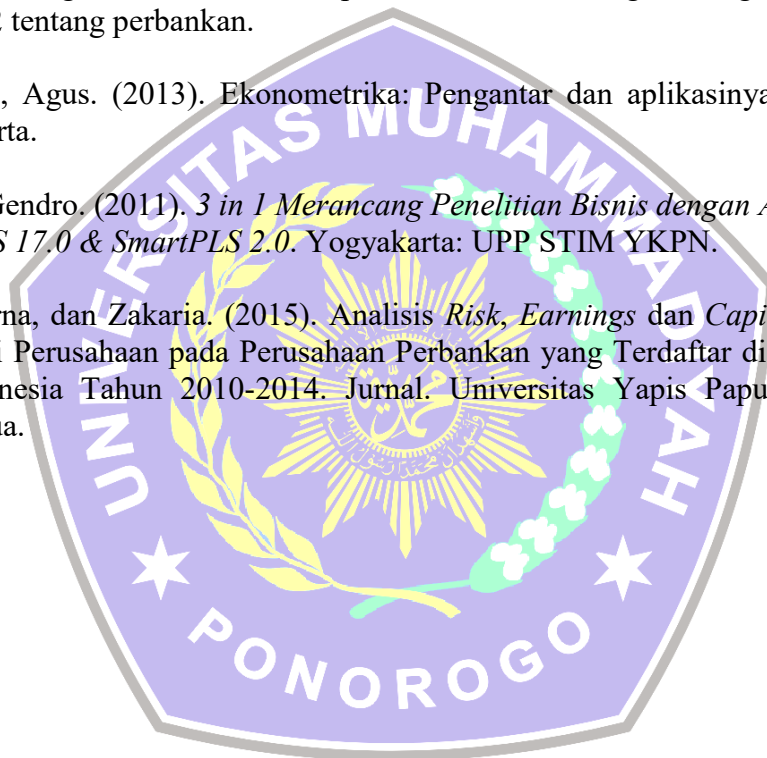 tentang perbankan.
, Agus. (2013). Ekonometrika: Pengantar dan aplikasinya
rta.
Gendro. (2011). 3 in 1 Merancang Penelitian Bisnis dengan
S 17.0 & SmartPLS 2.0. Yogyakarta: UPP STIM YKPN.
rna, dan Zakaria. (2015). Analisis Risk, Earnings dan Capi
i Perusahaan pada Perusahaan Perbankan yang Terdaftar di
nesia Tahun 2010-2014. Jurnal. Universitas Yapis Papu
ua.
UNIVERSITAS MUHAMMADIYAH
PONOROGO